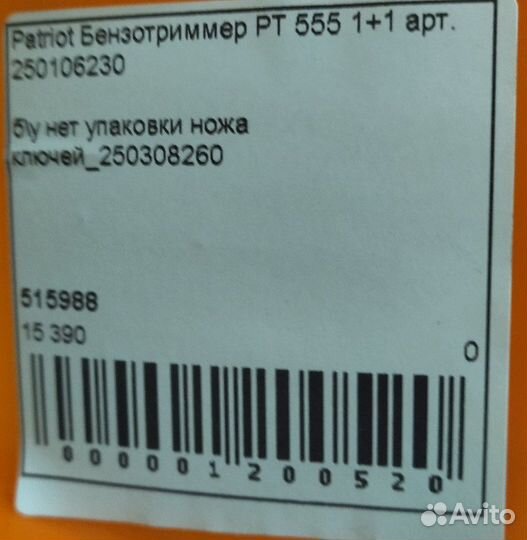 Patriot Бензотриммер PT 555 1+1 арт.
250106230
б\у нет упаковки ножа
ключей_250308260
515988
15 390
0
000001200520
Avito